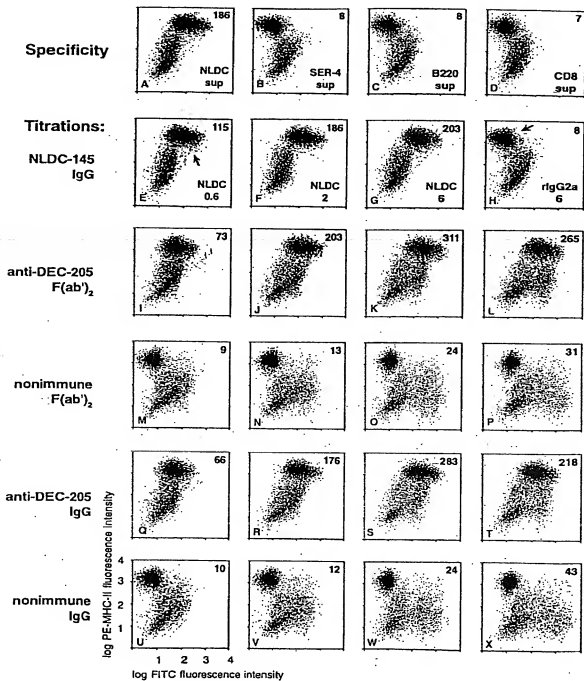 Specificity
186
A
NLDC
sup
8
B
SER-4
sup
8
C
B220
sup
7
D
CD8
sup
Titrations:
NLDC-145
IgG
115
E
NLDC
0.6
186
F
NLDC
2
203
G
NLDC
6
8
H
rIgG2a
6
anti-DEC-205
F(ab')2
73
I
203
J
311
K
265
L
nonimmune
F(ab')2
9
M
13
N
24
O
31
P
anti-DEC-205
IgG
66
Q
176
R
283
S
218
T
nonimmune
IgG
log PE-MHC-II fluorescence intensity
4
3
2
1
10
U
12
V
24
W
43
X
1 2 3 4
log FITC fluorescence intensity